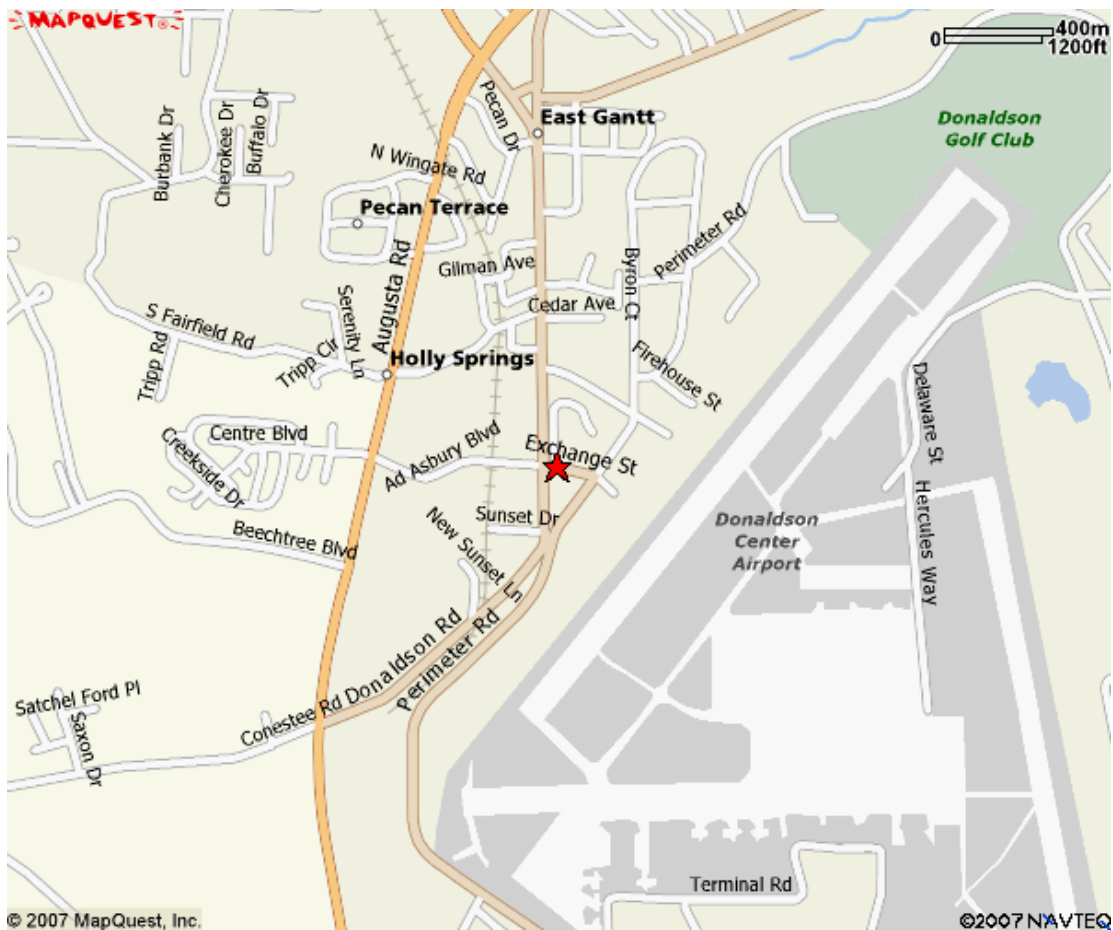 MAPQUEST
0 400m
1200ft
Donaldson
Golf Club
East Gantt
Pecan Dr
Burbank Dr
Cherokee Dr
Buffalo Dr
N Wingate Rd
Pecan Terrace
Augusta Rd
Gilman Ave
Byron Ct
Perimeter Rd
Cedar Ave
S Fairfield Rd
Serenity Ln
Tripp Rd
Tripp Cir
Holly Springs
Firehouse St
Delaware St
Centre Blvd
Creekside Dr
Ad Asbury Blvd
Exchange St
Sunset Dr
New Sunset Ln
Beechtree Blvd
Donaldson
Center
Airport
Hercules Way
Conestee Rd
Donaldson Rd
Perimeter Rd
Satchel Ford Pl
Saxon Dr
Terminal Rd
© 2007 MapQuest, Inc.
©2007 NAVTEQ